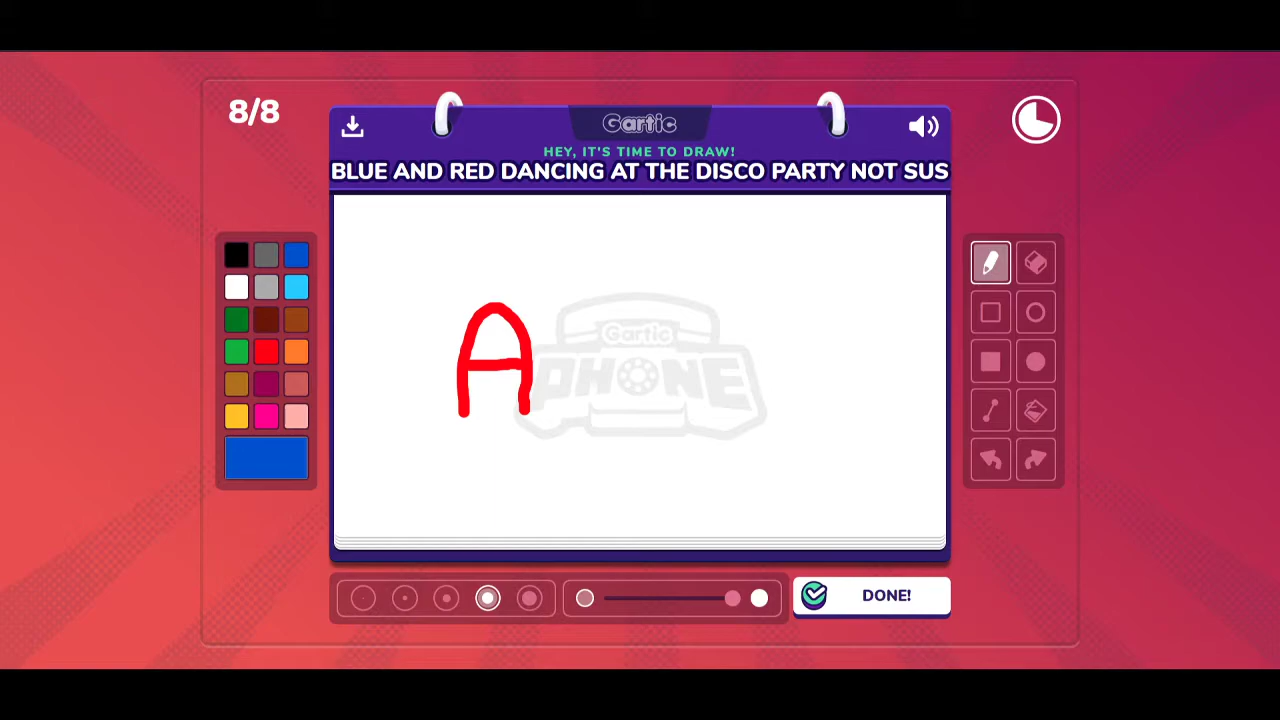 8/8
Gartic
HEY, IT'S TIME TO DRAW!
BLUE AND RED DANCING AT THE DISCO PARTY NOT SUS
A
Gartic
PHONE
DONE!